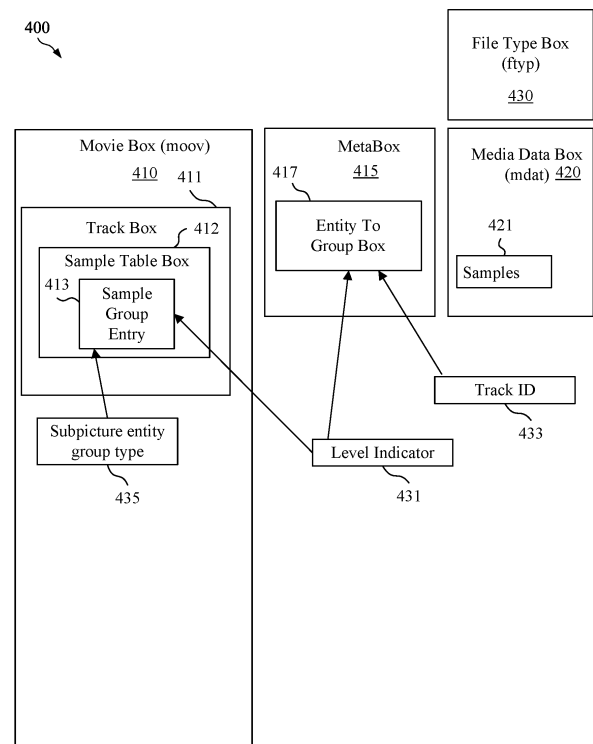 400
File Type Box
(ftyp)
430
Movie Box (moov)
410
411
Track Box
412
Sample Table Box
413
Sample
Group
Entry
Subpicture entity
group type
435
MetaBox
417
415
Entity To
Group Box
Media Data Box
(mdat) 420
421
Samples
Track ID
433
Level Indicator
431